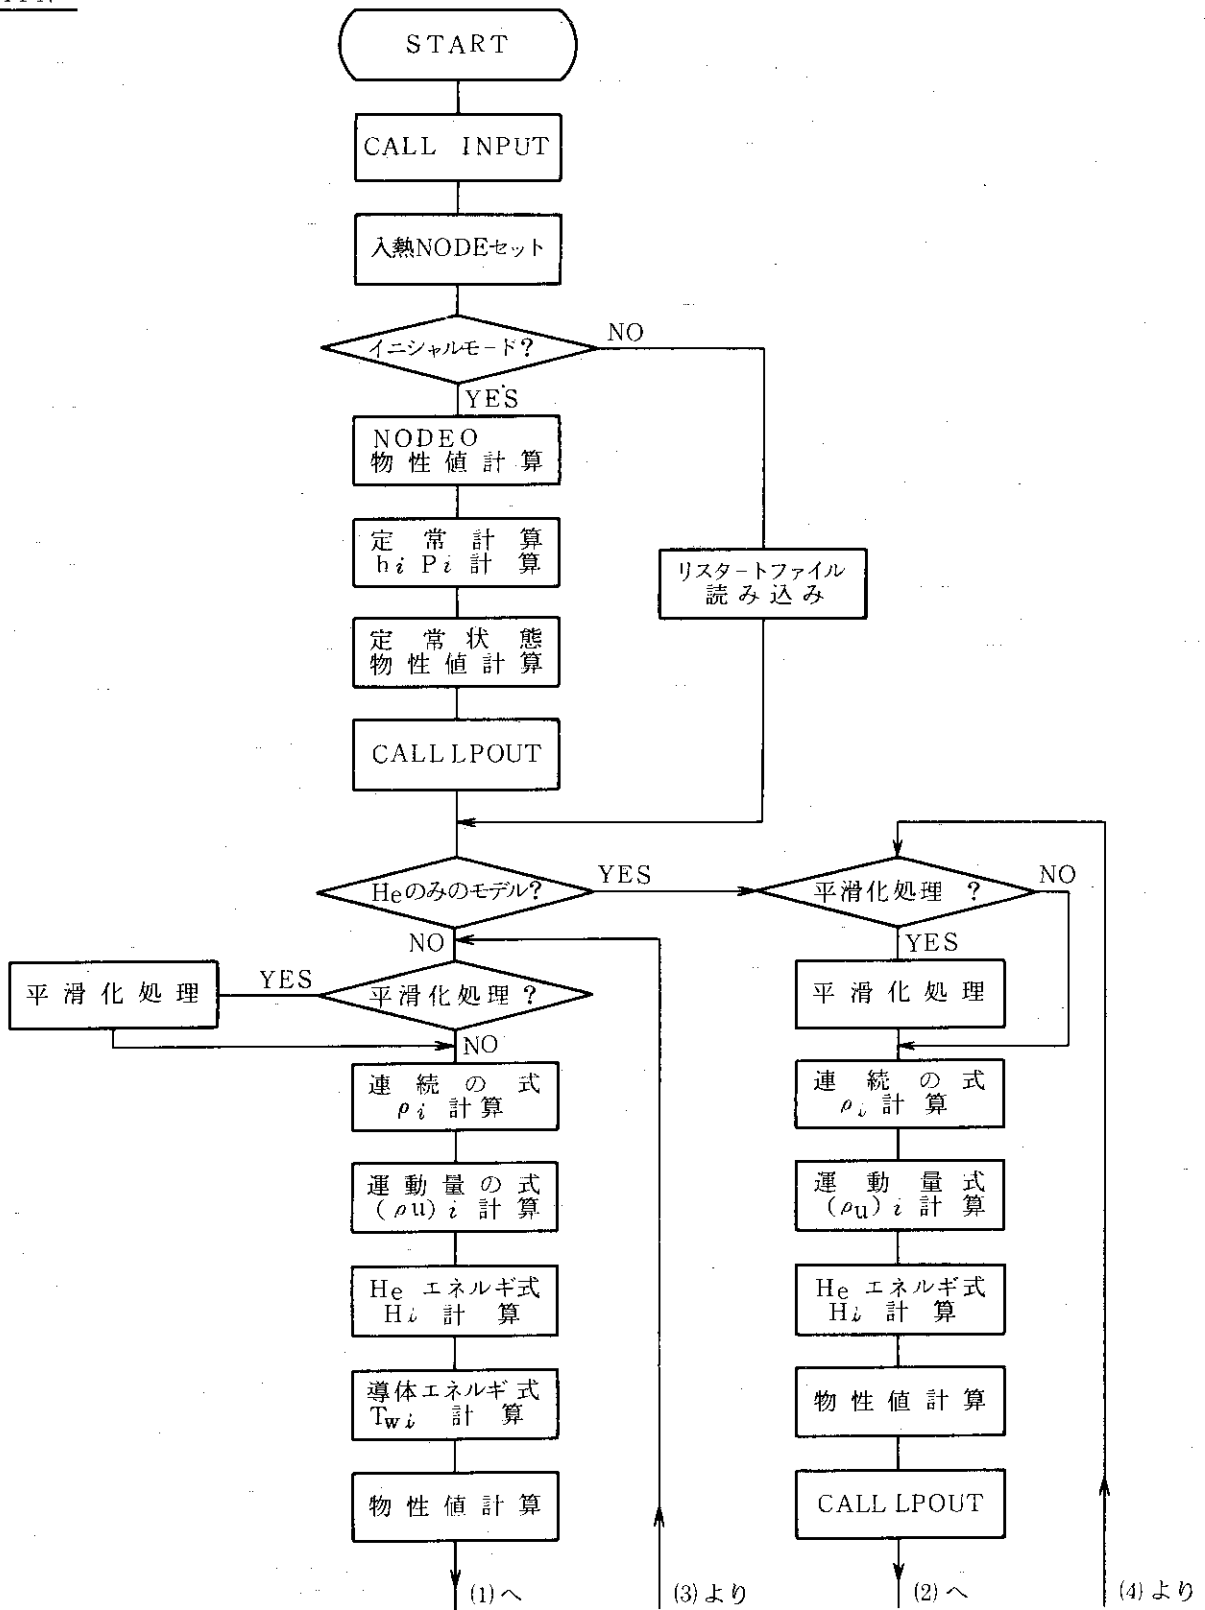 START
CALL INPUT
入熱NODEセット
イニシャルモード?
NO
YES
NODEO
物性値計算
定常計算
hi Pi 計算
リスタートファイル
読み込み
定常状態
物性値計算
CALL LPOUT
Heのみのモデル?
YES
平滑化処理 ?
NO
NO
YES
平滑化処理
YES
平滑化処理?
平滑化処理
NO
連続の式
ρi 計算
連続の式
ρi 計算
運動量の式
(ρu)i 計算
運動量式
(ρu)i 計算
He エネルギ式
Hi 計算
He エネルギ式
Hi 計算
導体エネルギ式
Twi 計算
物性値計算
物性値計算
CALL LPOUT
(1)へ
(3)より
(2)へ
(4)より